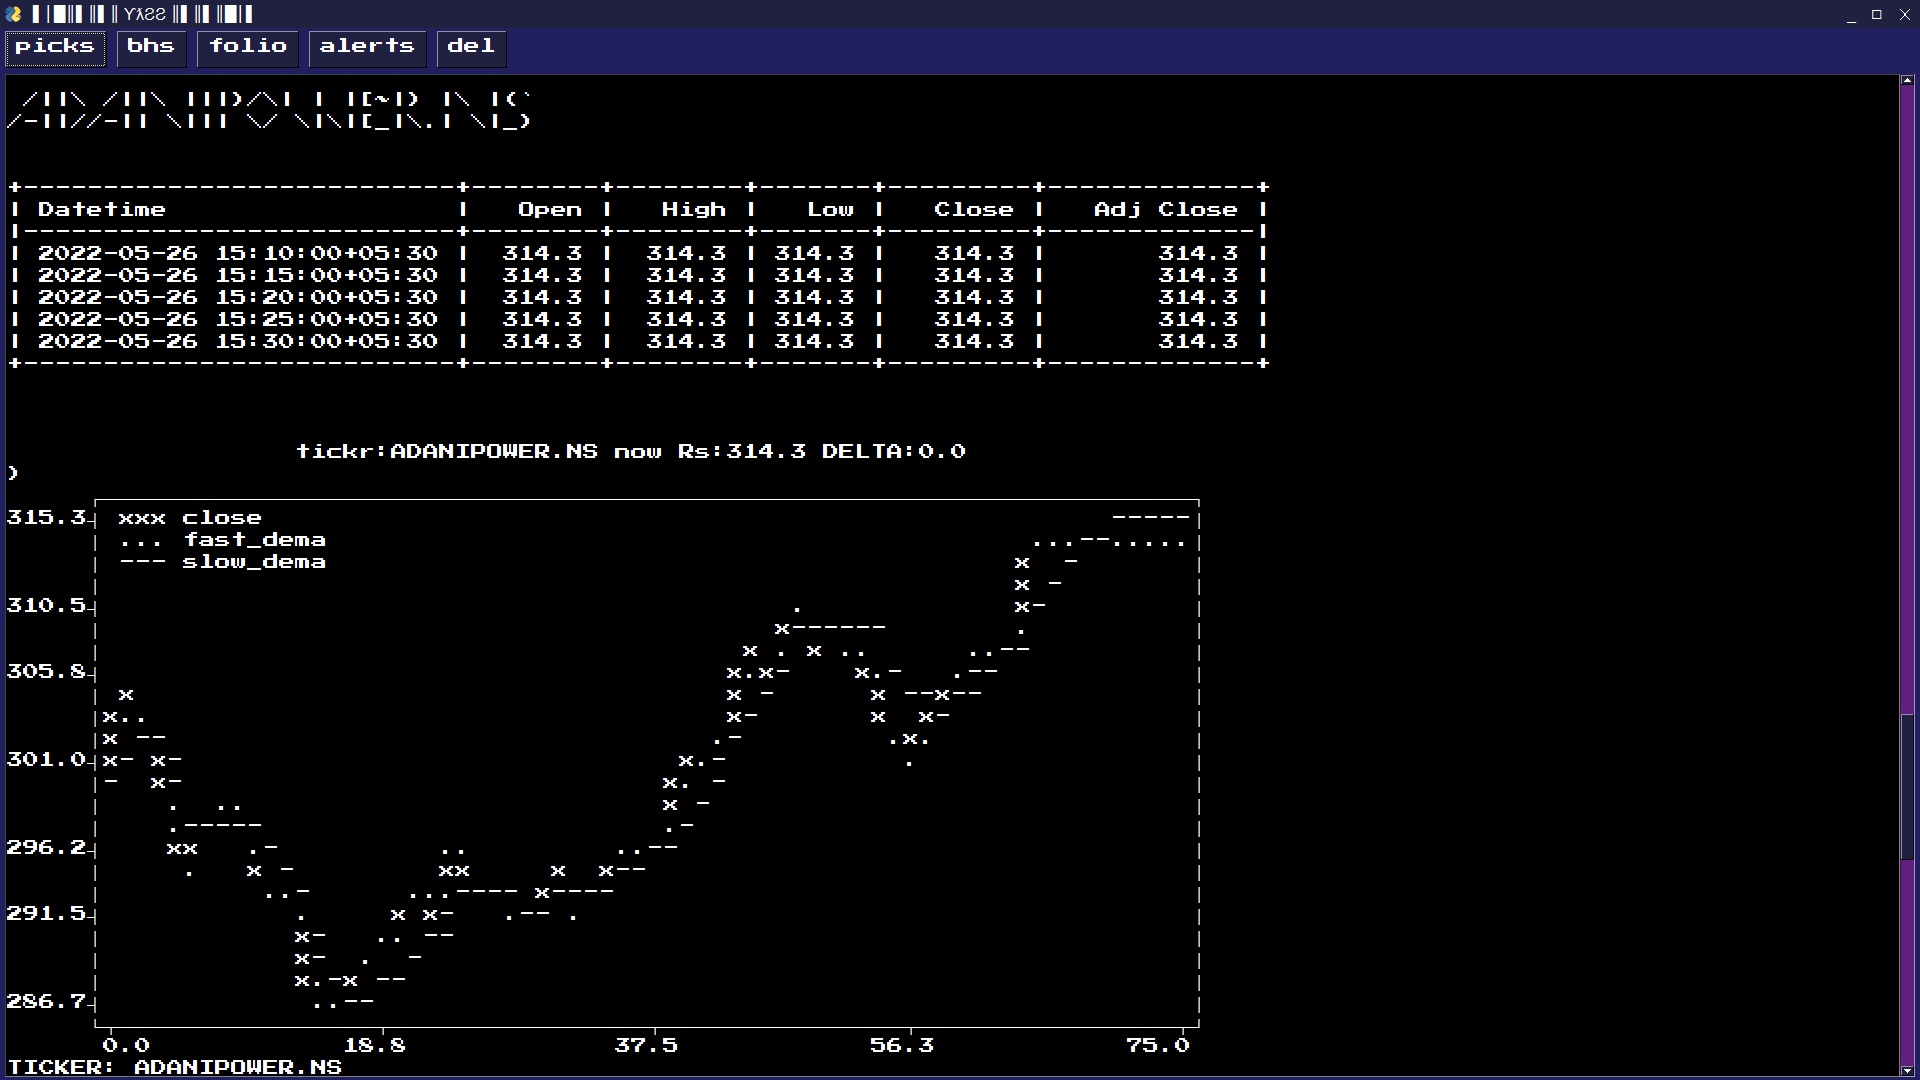 YλSS
picks bhs folio alerts del
Datetime Open High Low Close Adj Close
2022-05-26 15:10:00+05:30 314.3 314.3 314.3 314.3 314.3
2022-05-26 15:15:00+05:30 314.3 314.3 314.3 314.3 314.3
2022-05-26 15:20:00+05:30 314.3 314.3 314.3 314.3 314.3
2022-05-26 15:25:00+05:30 314.3 314.3 314.3 314.3 314.3
2022-05-26 15:30:00+05:30 314.3 314.3 314.3 314.3 314.3
tickr:ADANIPOWER.NS now Rs:314.3 DELTA:0.0
)
315.3
xxx close
... fast_dema
--- slow_dema
310.5
305.8
301.0
296.2
291.5
286.7
0.0 18.8 37.5 56.3 75.0
TICKER: ADANIPOWER.NS